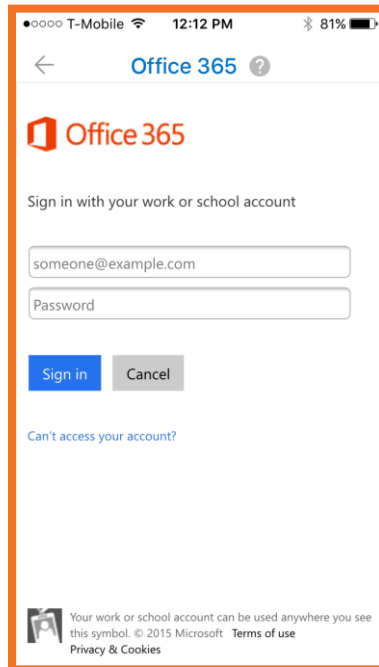 T-Mobile 12:12 PM 81%
Office 365 ?
Office 365
Sign in with your work or school account
someone@example.com
Password
Sign in Cancel
Can't access your account?
Your work or school account can be used anywhere you see
this symbol. © 2015 Microsoft Terms of use
Privacy & Cookies